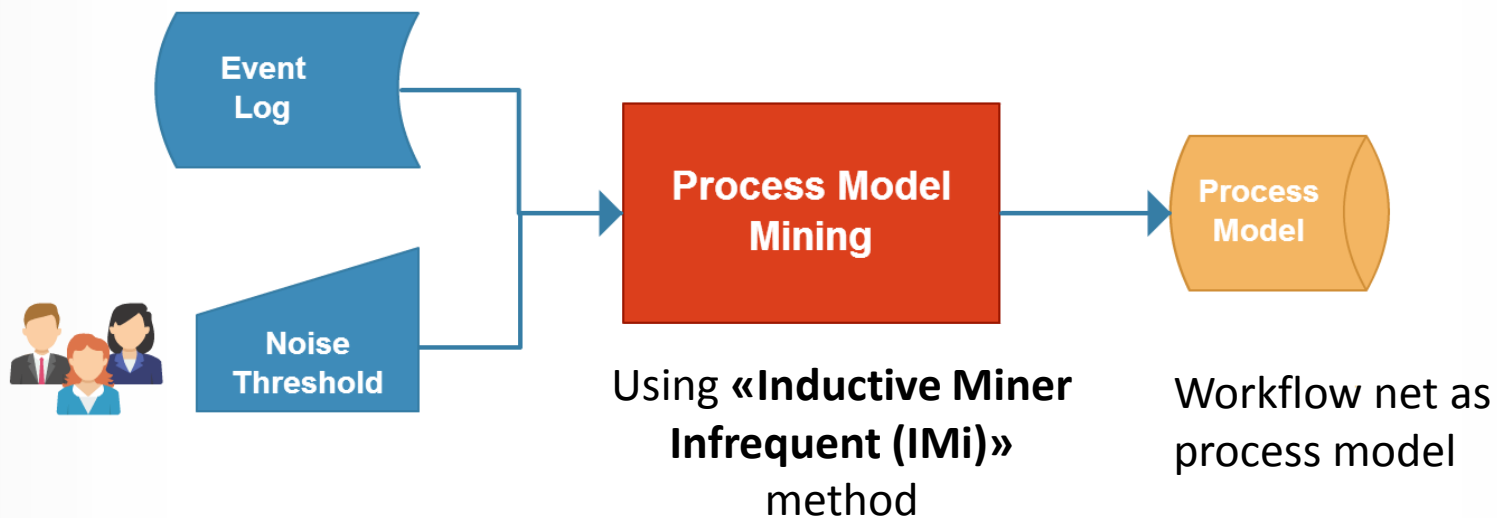 Event
Log
Noise
Threshold
Process Model
Mining
Process
Model
Using «Inductive Miner
Infrequent (IMi)»
method
Workflow net as
process model